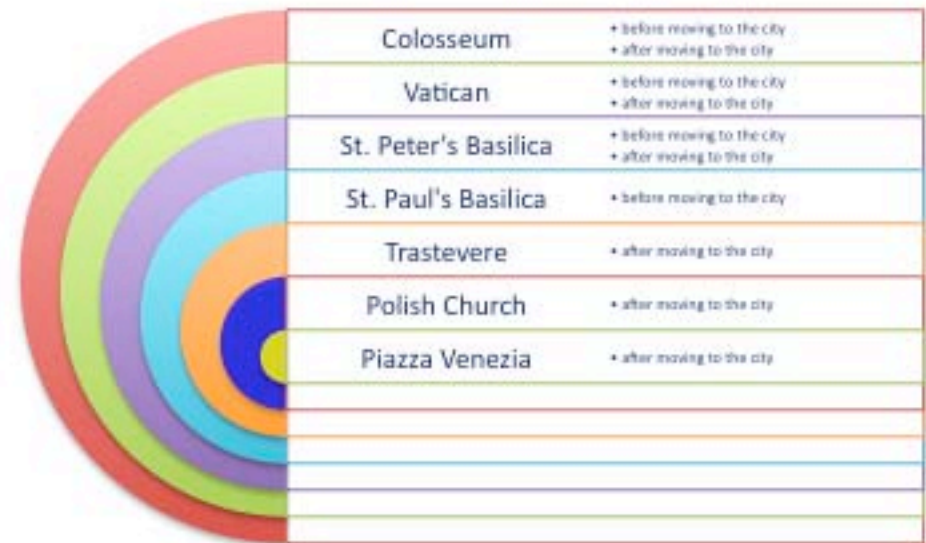 Colosseum
• before moving to the city
• after moving to the city
Vatican
• before moving to the city
• after moving to the city
St. Peter's Basilica
• before moving to the city
• after moving to the city
St. Paul's Basilica
• before moving to the city
Trastevere
• after moving to the city
Polish Church
• after moving to the city
Piazza Venezia
• after moving to the city